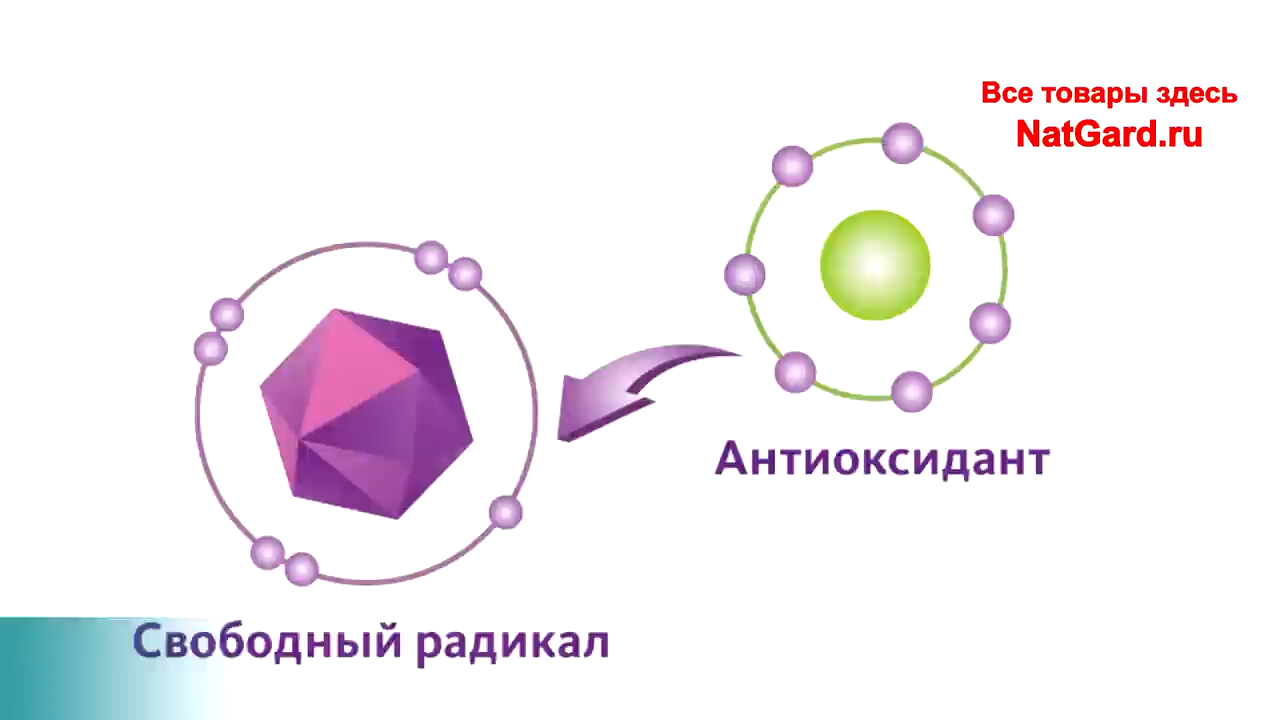 Все товары здесь
NatGard.ru
Антиоксидант
Свободный радикал